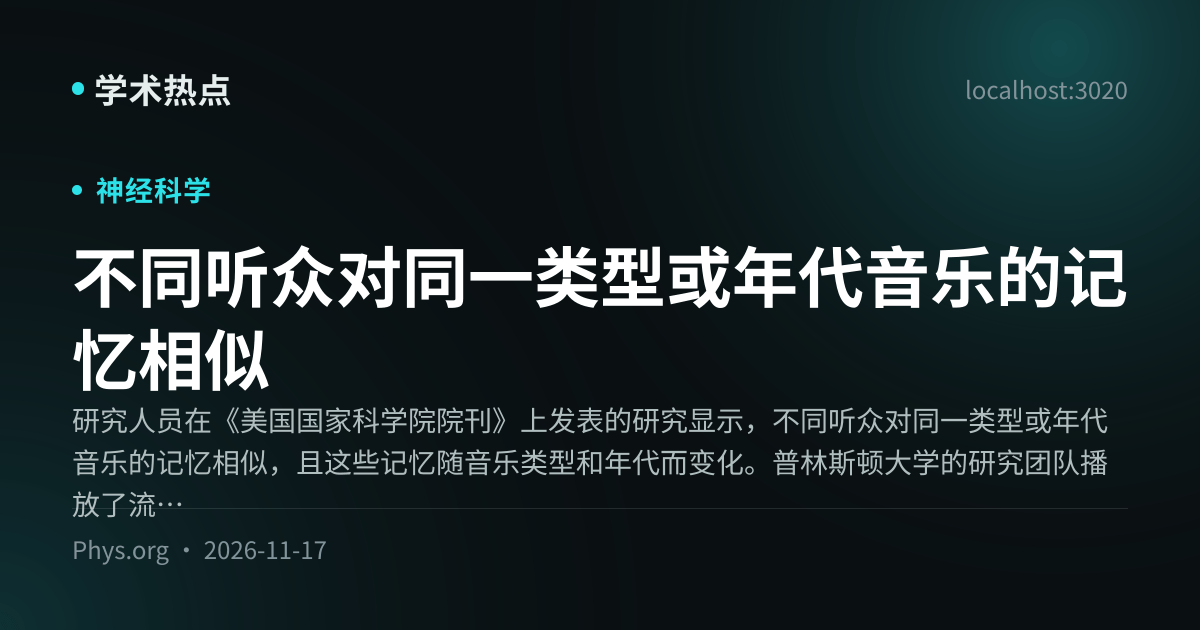 学术热点
localhost:3020
神经科学
不同听众对同一类型或年代音乐的记
忆相似
研究人员在《美国国家科学院院刊》上发表的研究显示，不同听众对同一类型或年代
音乐的记忆相似，且这些记忆随音乐类型和年代而变化。普林斯顿大学的研究团队播
放了流…
Phys.org • 2026-11-17